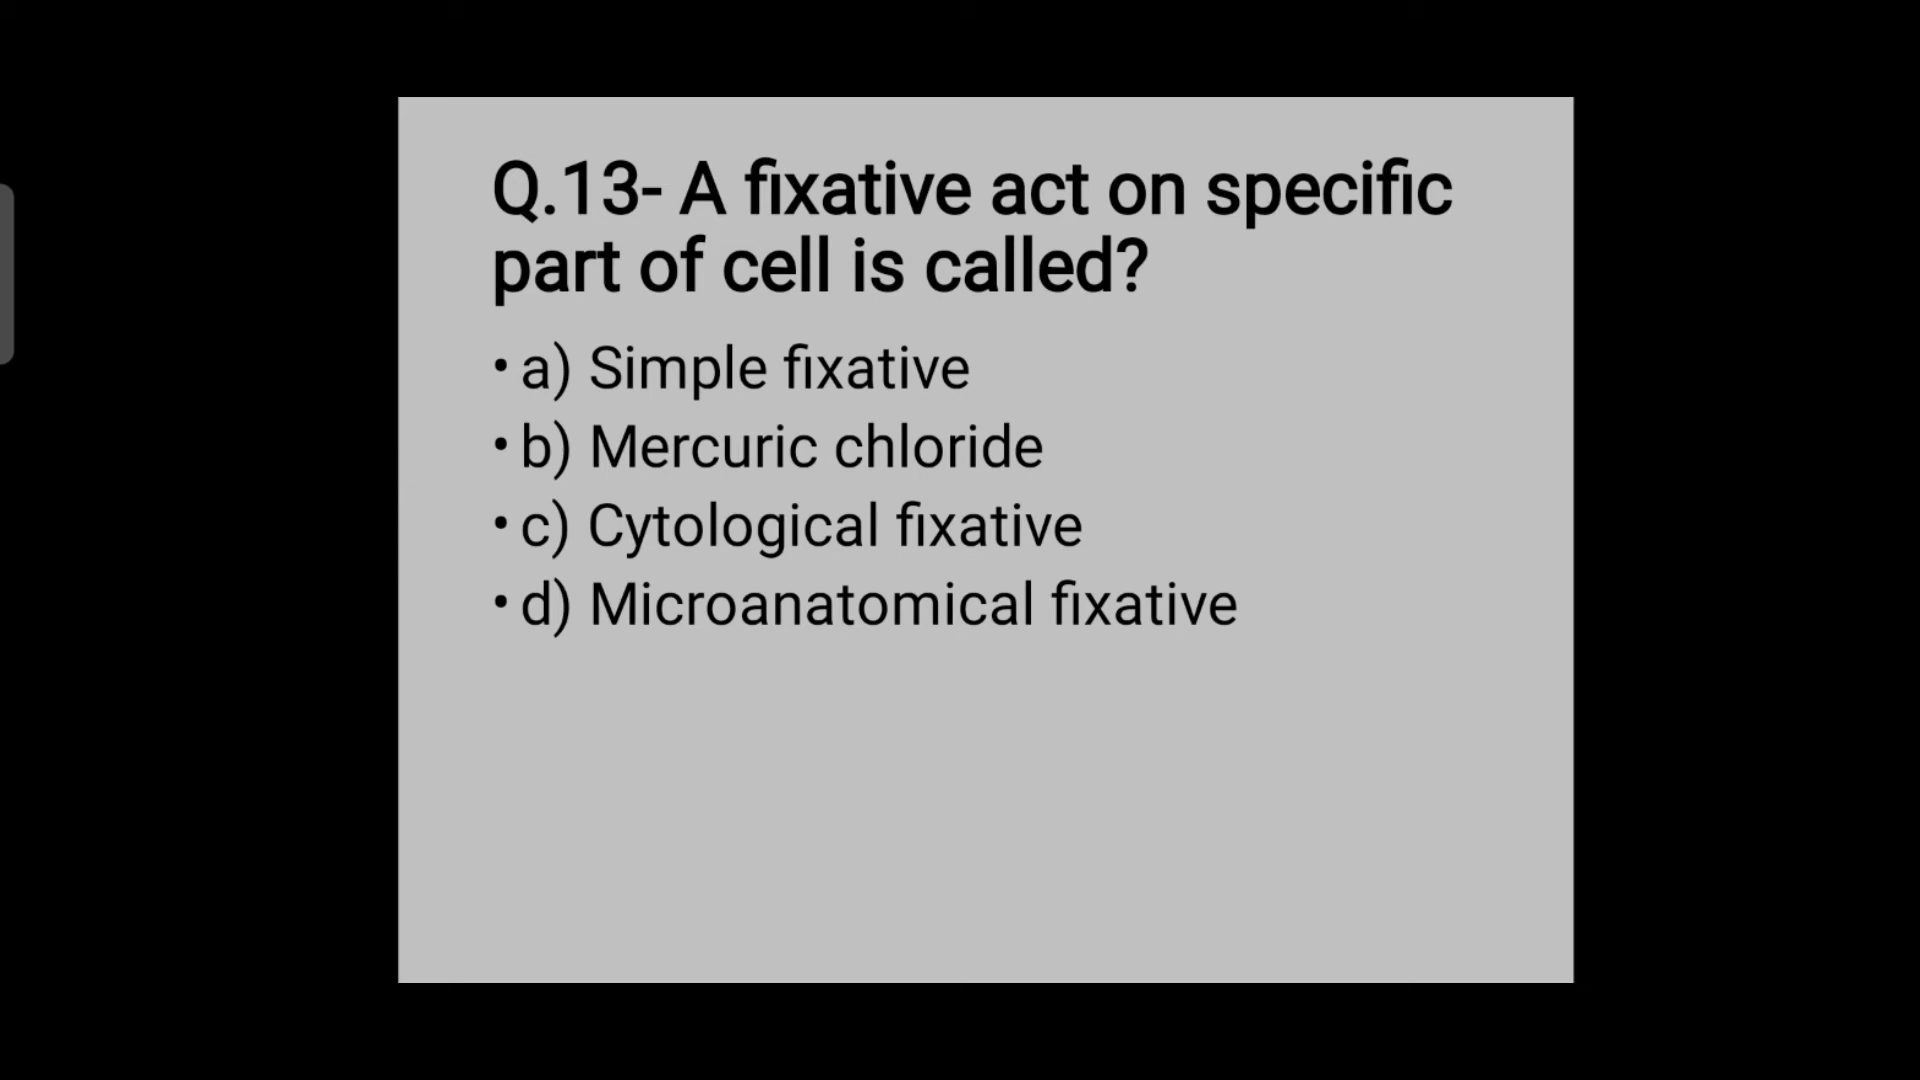 Q.13- A fixative act on specific
part of cell is called?
• a) Simple fixative
• b) Mercuric chloride
• c) Cytological fixative
• d) Microanatomical fixative